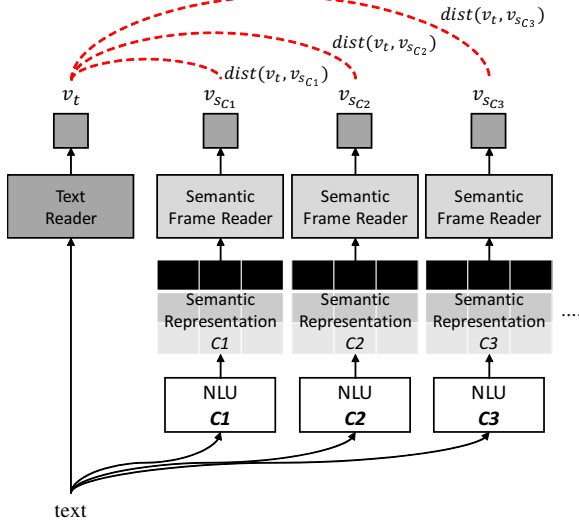 dist(v_t, v_{s_{C3}})
dist(v_t, v_{s_{C2}})
dist(v_t, v_{s_{C1}})
v_t v_{s_{C1}} v_{s_{C2}} v_{s_{C3}}
Text Reader
Semantic Frame Reader
Semantic Frame Reader
Semantic Frame Reader
Semantic Representation C1
Semantic Representation C2
Semantic Representation C3
....
NLU C1
NLU C2
NLU C3
text